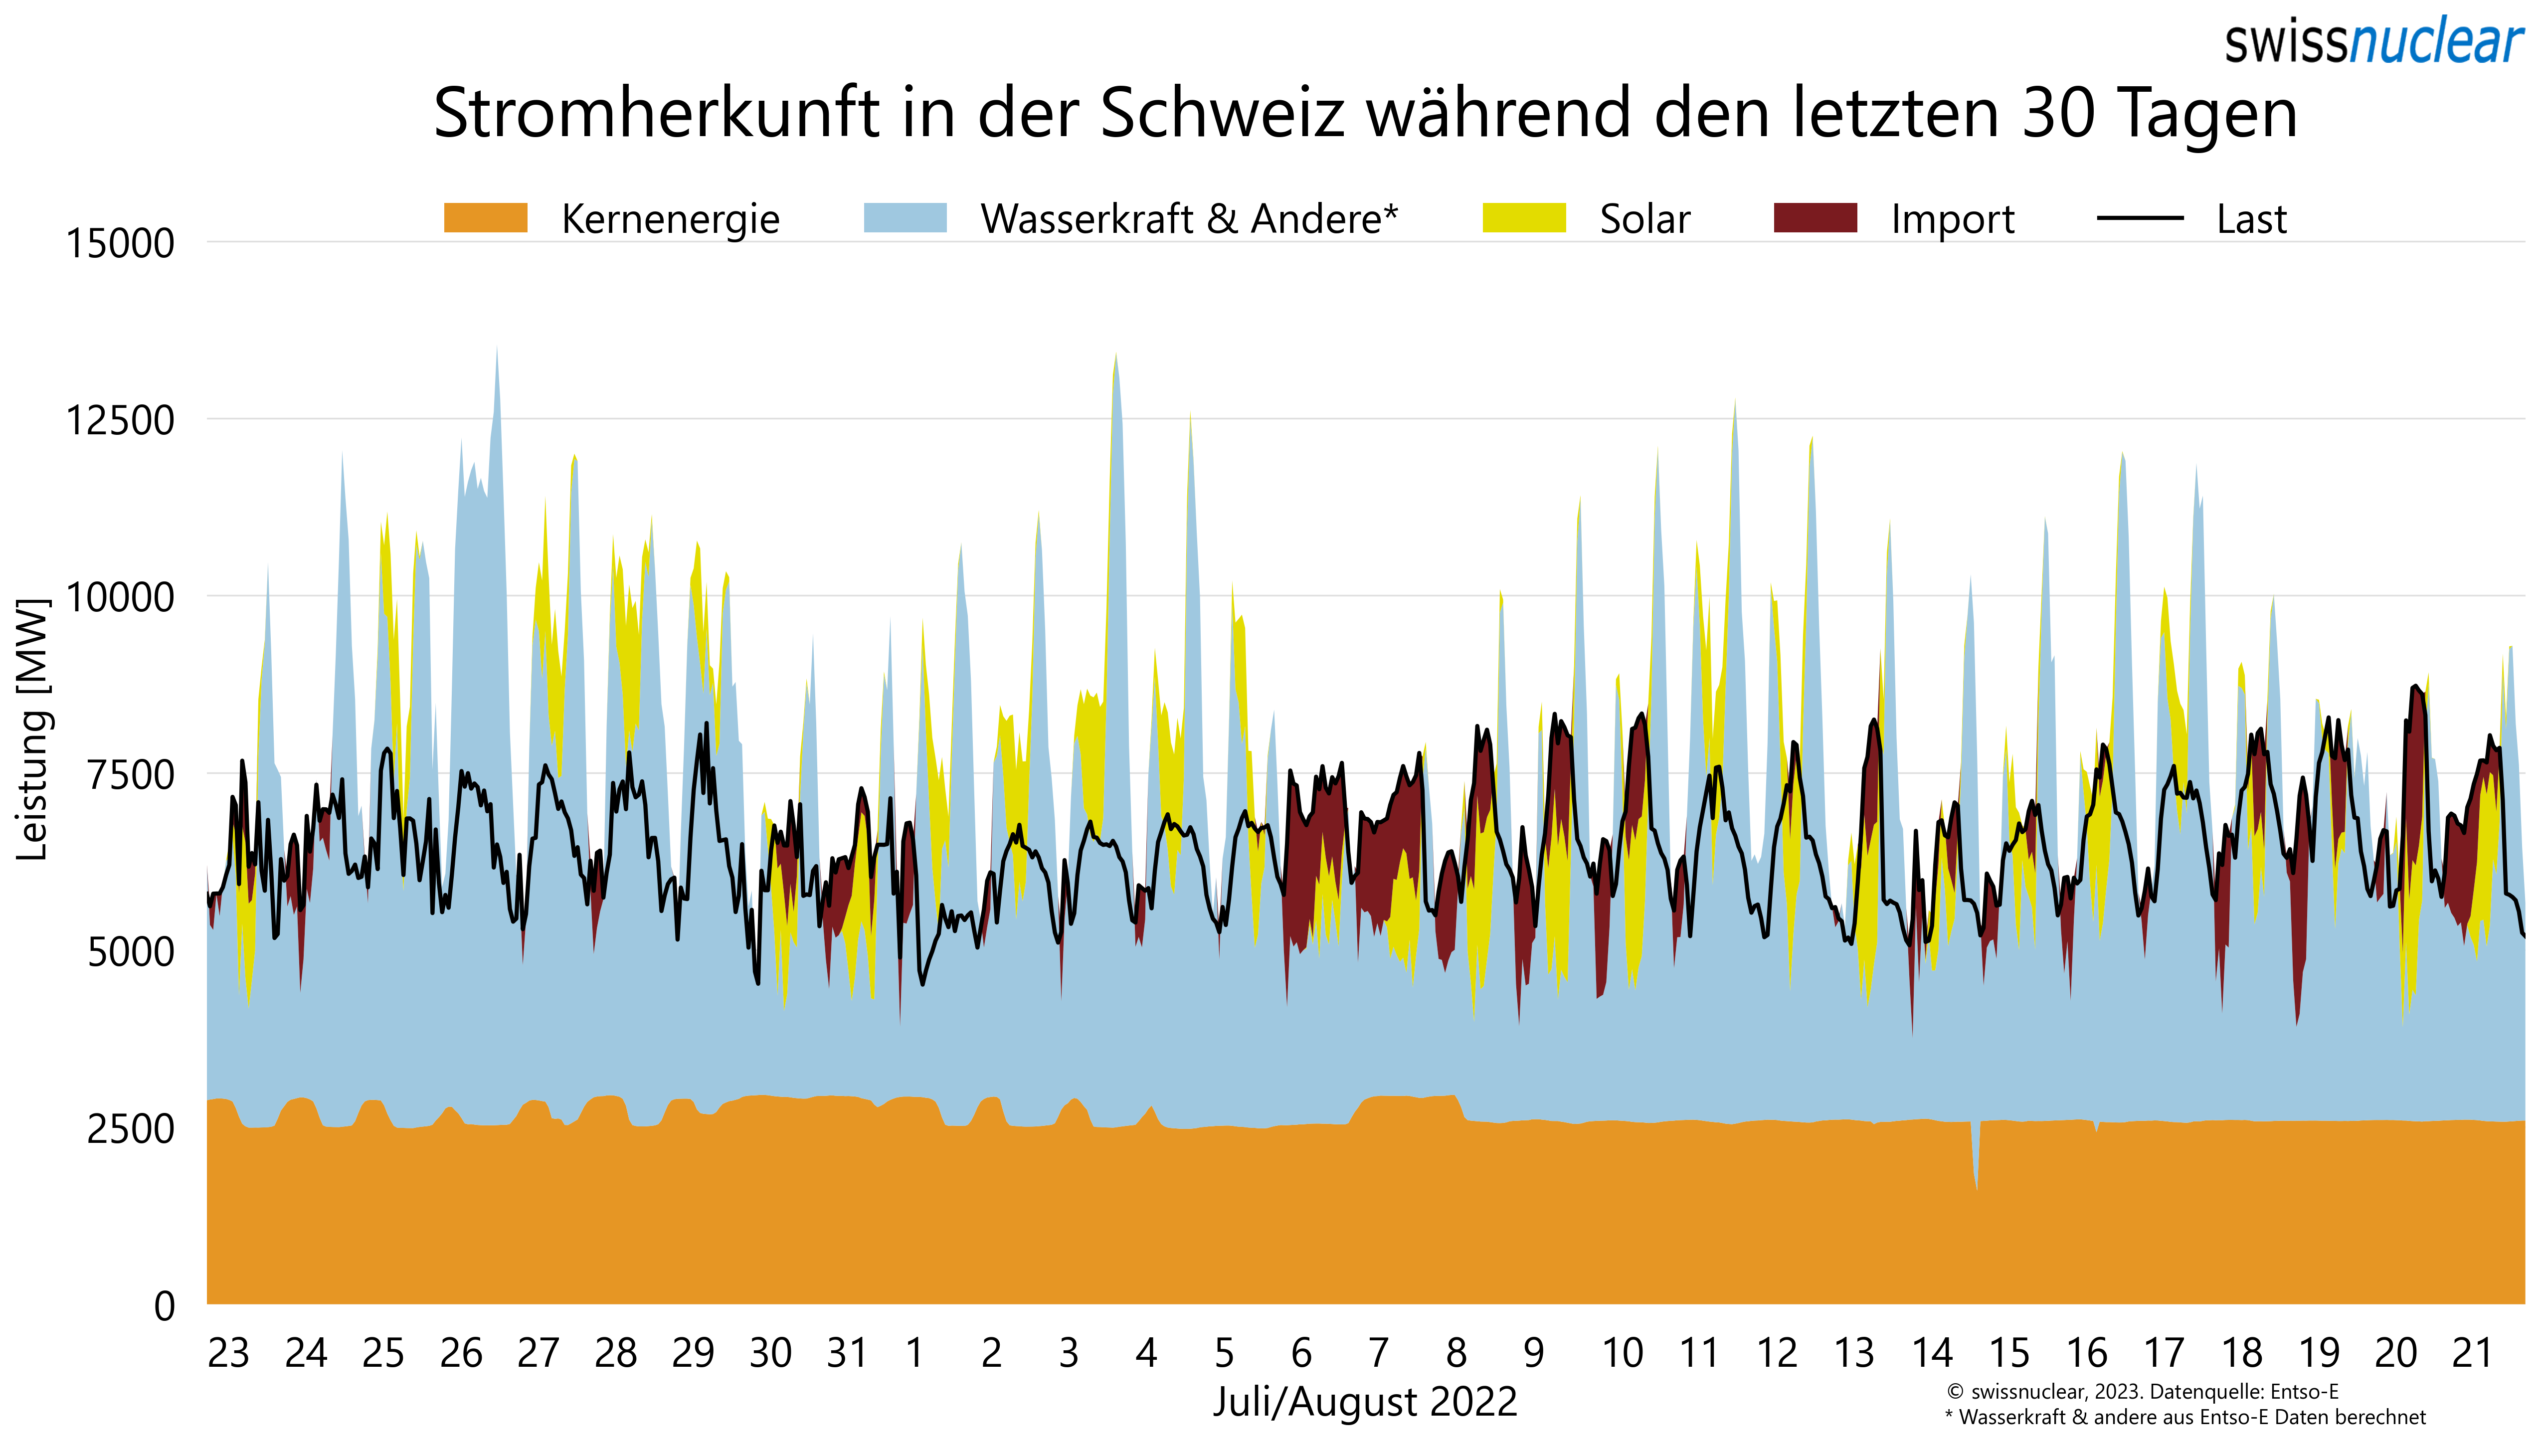 swissnuclear
Stromherkunft in der Schweiz während den letzten 30 Tagen
Kernenergie Wasserkraft & Andere* Solar Import Last
15000
12500
10000
7500
5000
2500
0
Leistung [MW]
23 24 25 26 27 28 29 30 31 1 2 3 4 5 6 7 8 9 10 11 12 13 14 15 16 17 18 19 20 21
Juli/August 2022
© swissnuclear, 2023. Datenquelle: Entso-E
* Wasserkraft & andere aus Entso-E Daten berechnet